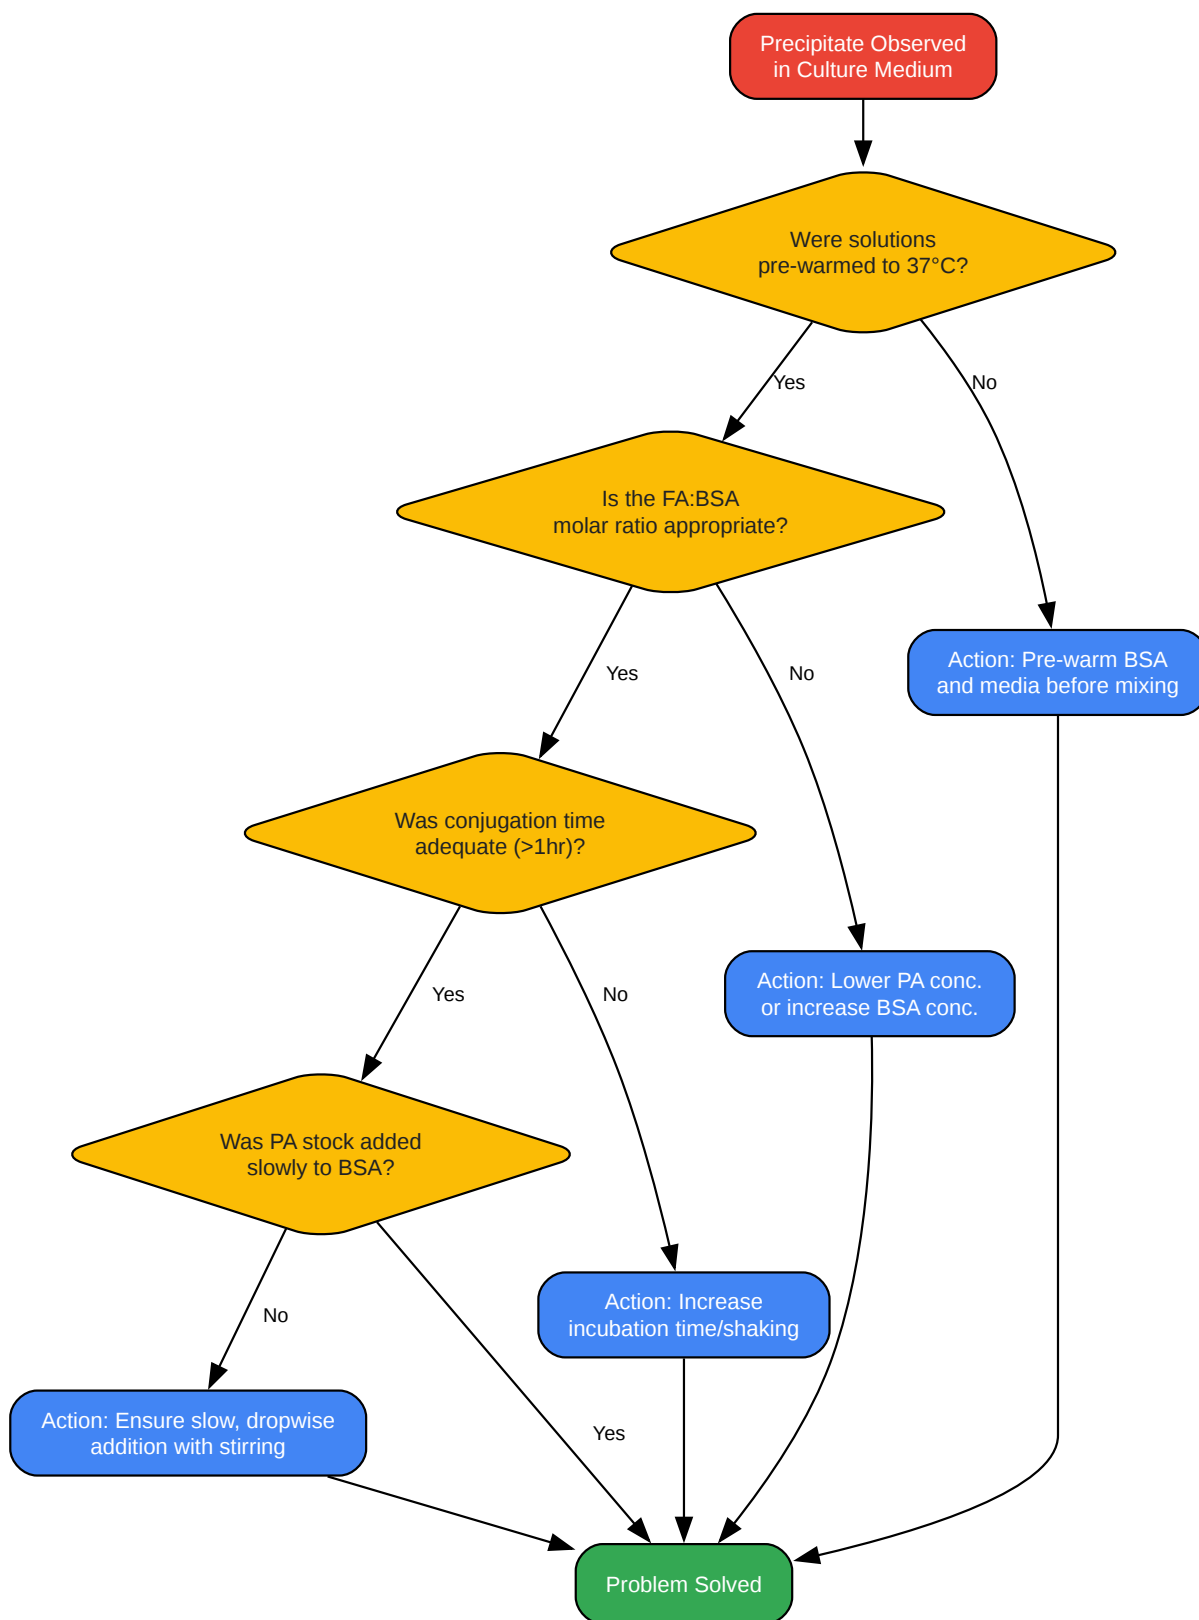 Precipitate Observed
in Culture Medium
Were solutions
pre-warmed to 37°C?
Yes
No
Is the FA:BSA
molar ratio appropriate?
Yes
No
Action: Pre-warm BSA
and media before mixing
Was conjugation time
adequate (>1hr)?
Yes
No
Action: Lower PA conc.
or increase BSA conc.
Was PA stock added
slowly to BSA?
No
Yes
Action: Increase
incubation time/shaking
Action: Ensure slow, dropwise
addition with stirring
Problem Solved